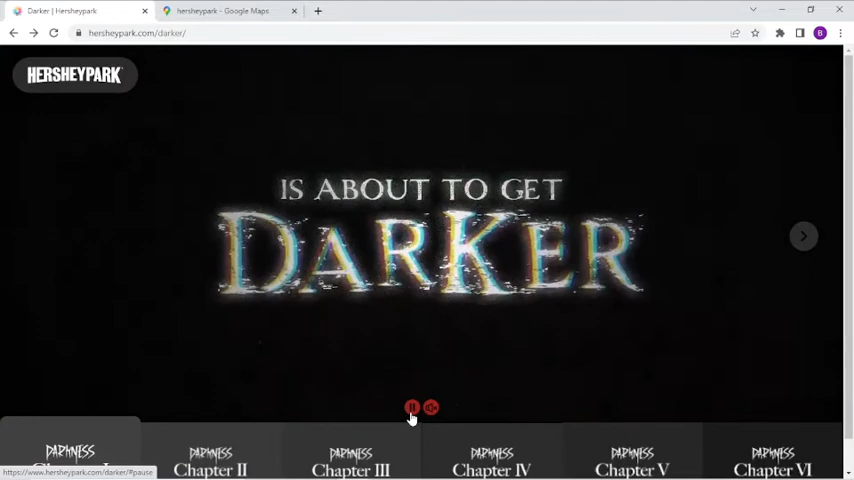 Darker | Hersheypark
hersheypark - Google Maps
hersheypark.com/darker/
B
HERSHEYPARK
IS ABOUT TO GET
DARKER
DARKNESS
DARKNESS
DARKNESS
DARKNESS
DARKNESS
DARKNESS
Chapter II
Chapter III
Chapter IV
Chapter V
Chapter VI
https://www.hersheypark.com/darker/#pause